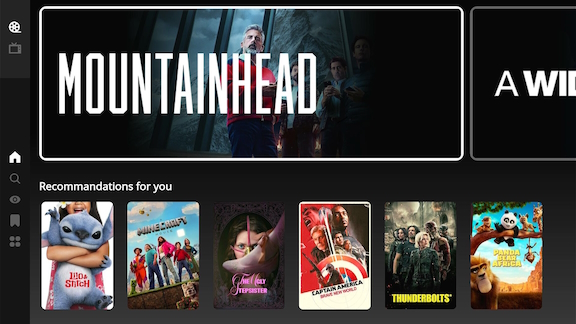 MOUNTAINHEAD
A WID
Recommandations for you
LILO &
STITCH
MINECRAFT
THE UGLY
STEPSISTER
CAPTAIN AMERICA
BRAVE NEW WORLD
THUNDERBOLTS*
PANDA
BEAR
AFRICA